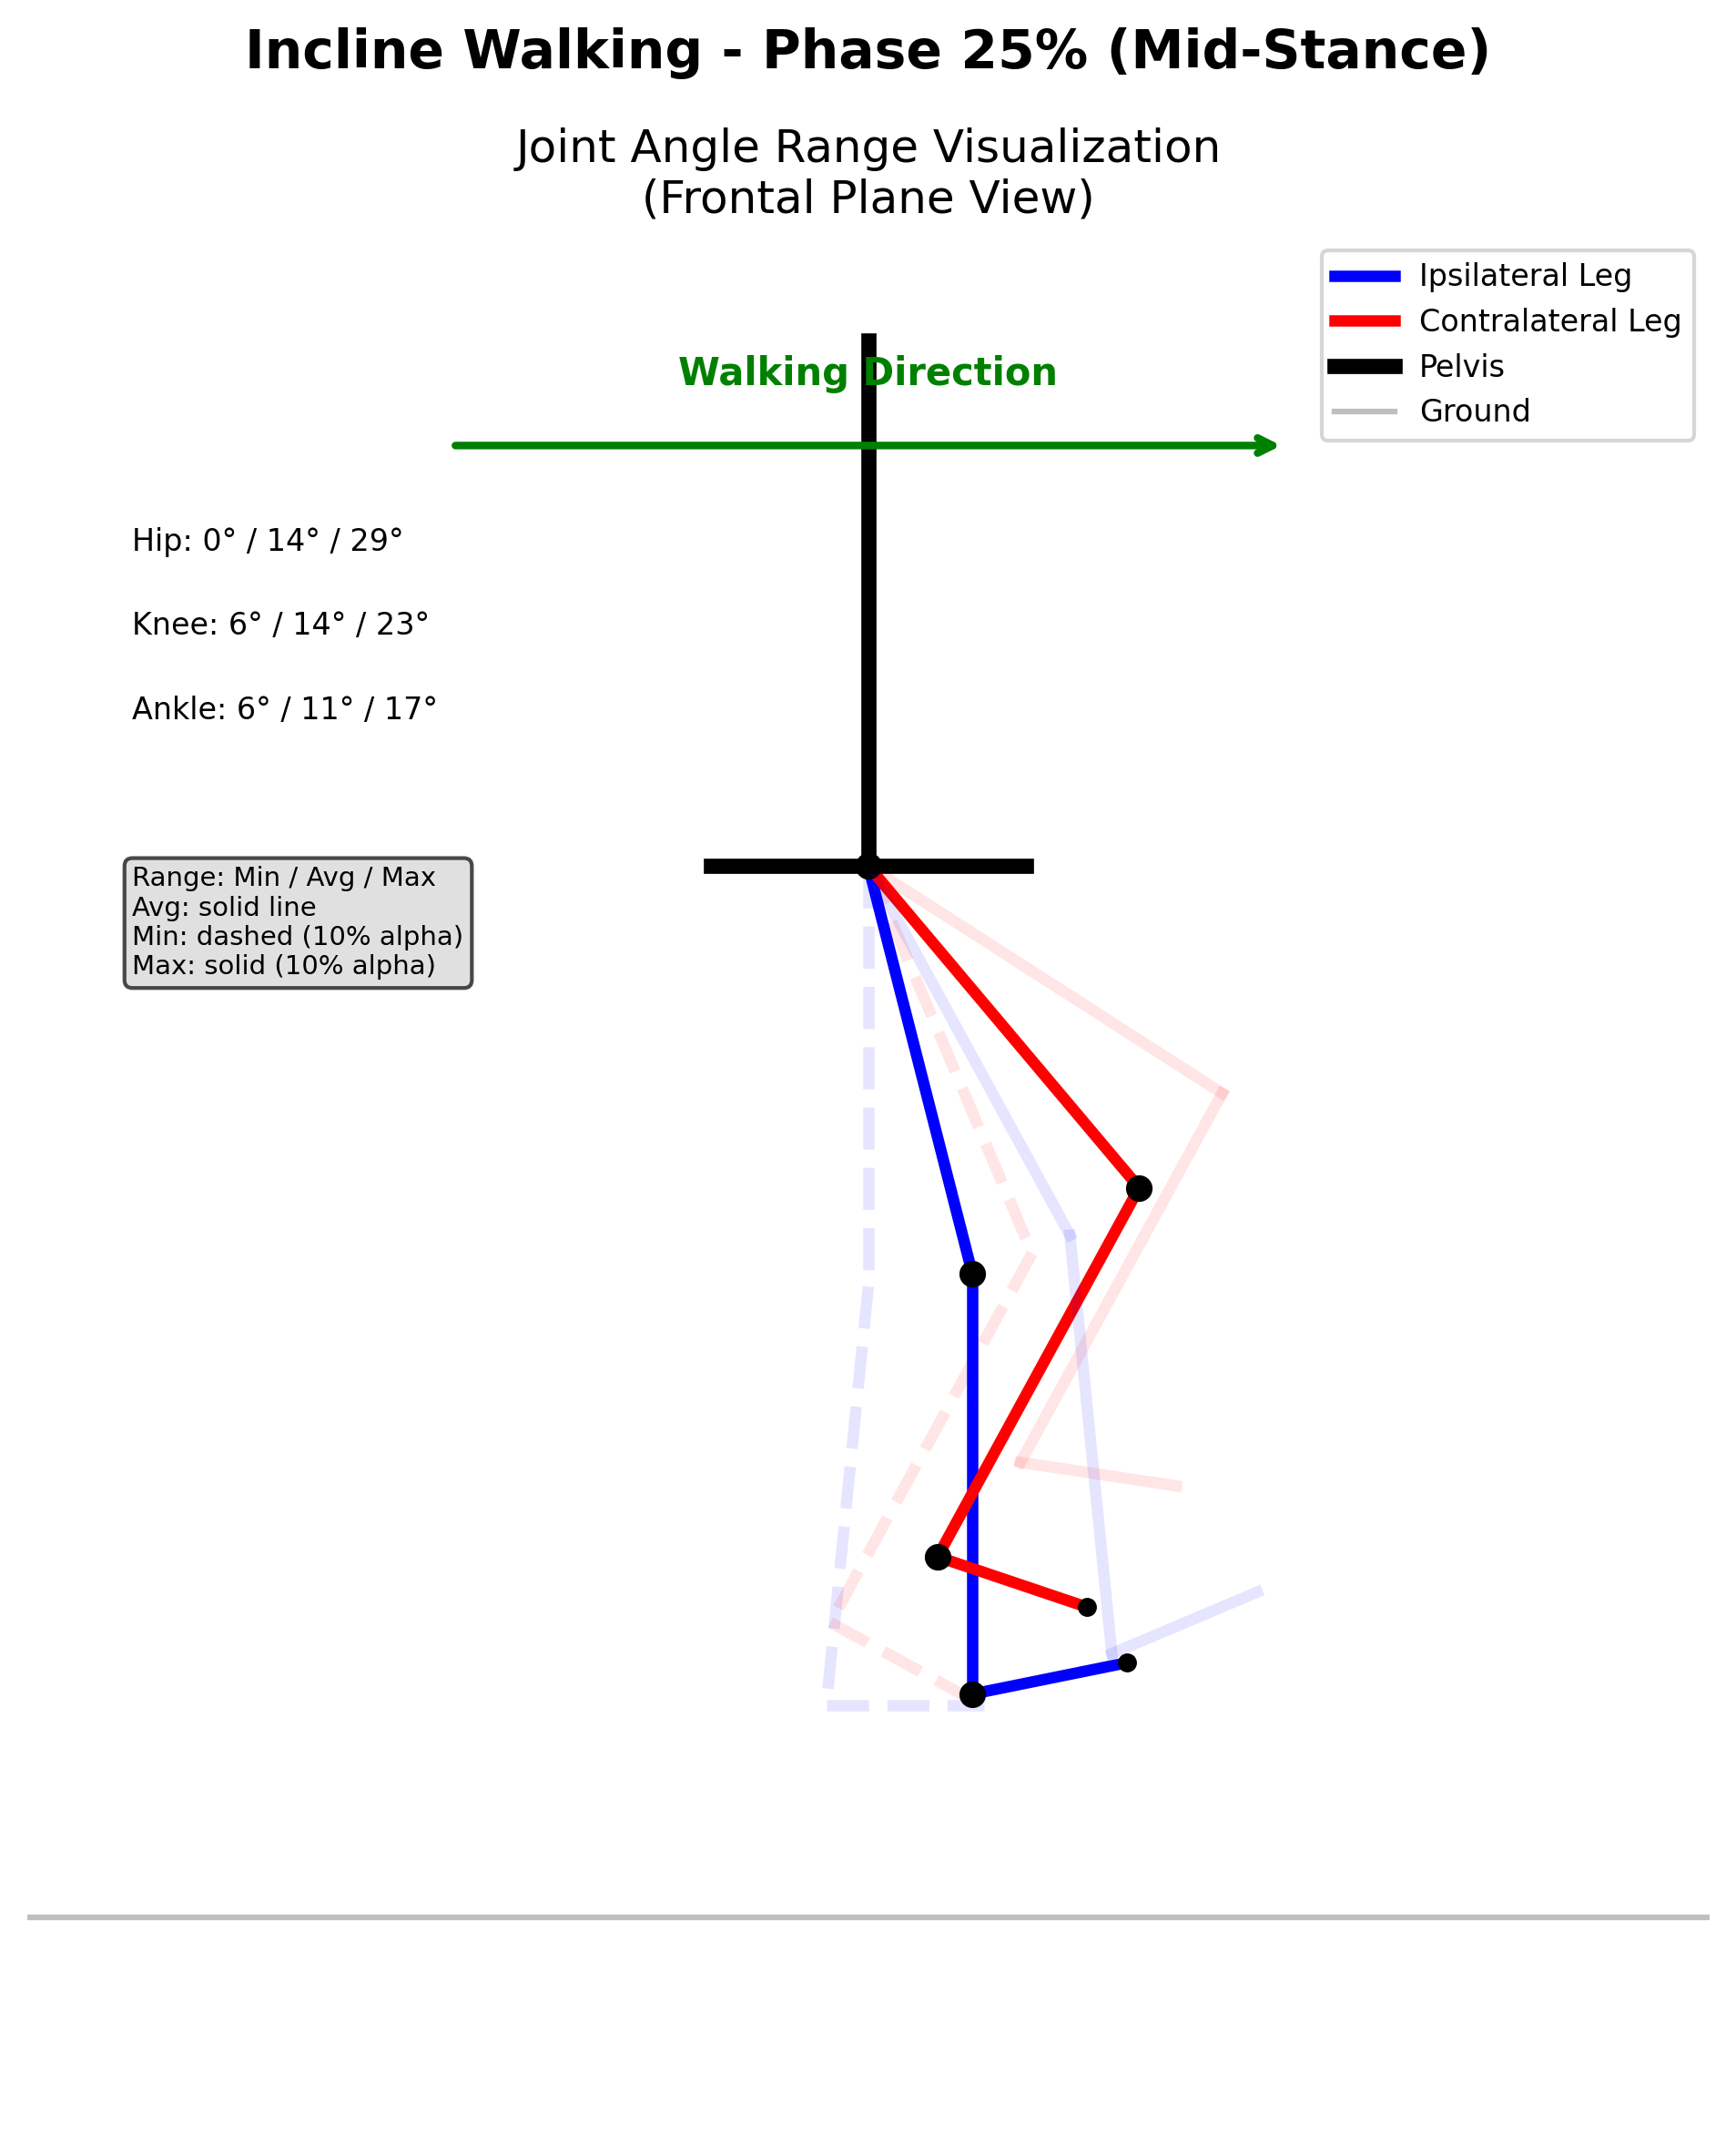 Incline Walking - Phase 25% (Mid-Stance)
Joint Angle Range Visualization
(Frontal Plane View)
Ipsilateral Leg
Contralateral Leg
Pelvis
Ground
Walking Direction
Hip: 0° / 14° / 29°
Knee: 6° / 14° / 23°
Ankle: 6° / 11° / 17°
Range: Min / Avg / Max
Avg: solid line
Min: dashed (10% alpha)
Max: solid (10% alpha)